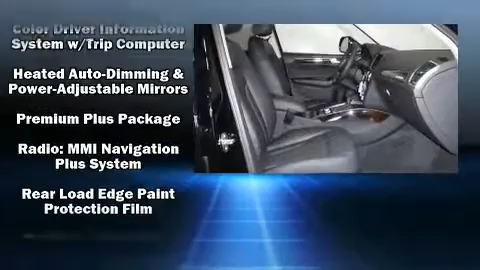 Color Driver Information
System w/Trip Computer
Heated Auto-Dimming &
Power-Adjustable Mirrors
Premium Plus Package
Radio: MMI Navigation
Plus System
Rear Load Edge Paint
Protection Film